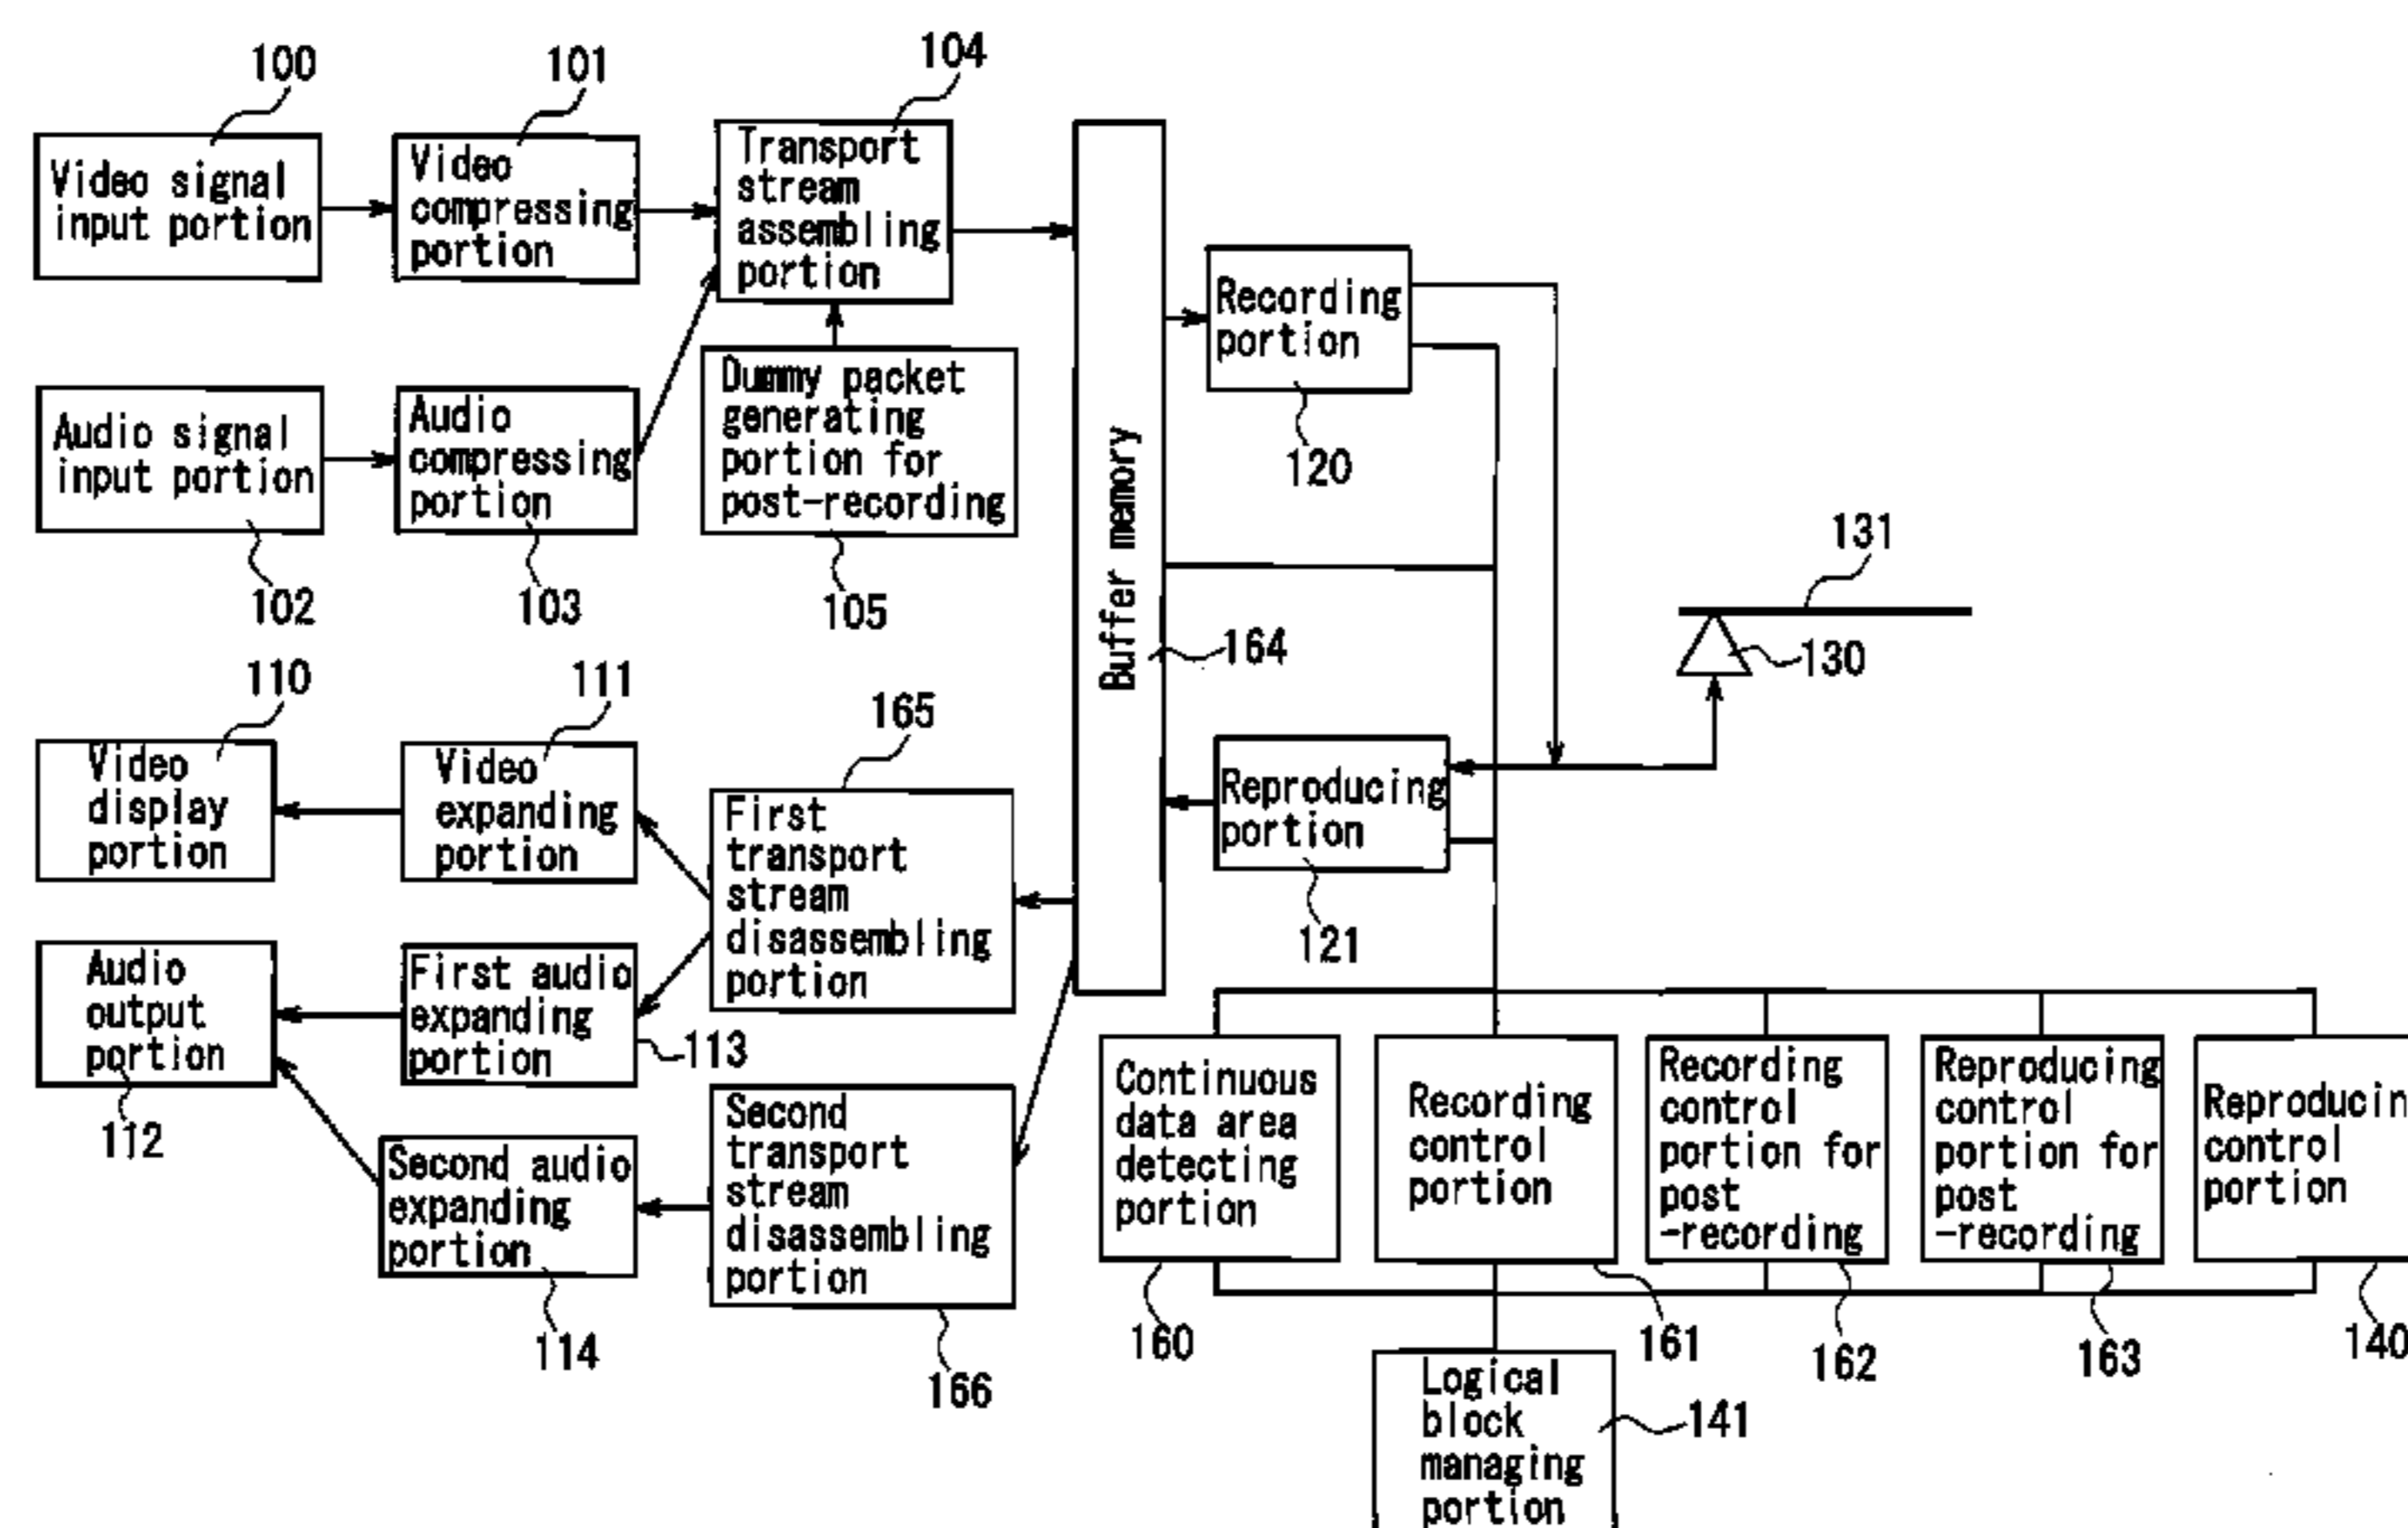 100
101
104
Video signal
input portion
Video
compressing
portion
Transport
stream
assembling
portion
Recording
portion
120
Audio signal
input portion
Audio
compressing
portion
Dummy packet
generating
portion for
post-recording
102
103
105
Buffer memory
164
131
130
110
111
165
Video
display
portion
Video
expanding
portion
First
transport
stream
disassembling
portion
Reproducing
portion
121
Audio
output
portion
First audio
expanding
portion
113
112
Second audio
expanding
portion
114
Second
transport
stream
disassembling
portion
166
Continuous
data area
detecting
portion
Recording
control
portion
Recording
control
portion for
post
-recording
Reproducing
control
portion for
post
-recording
Reproducin
control
portion
160
161
162
163
140
Logical
block
managing
portion
141